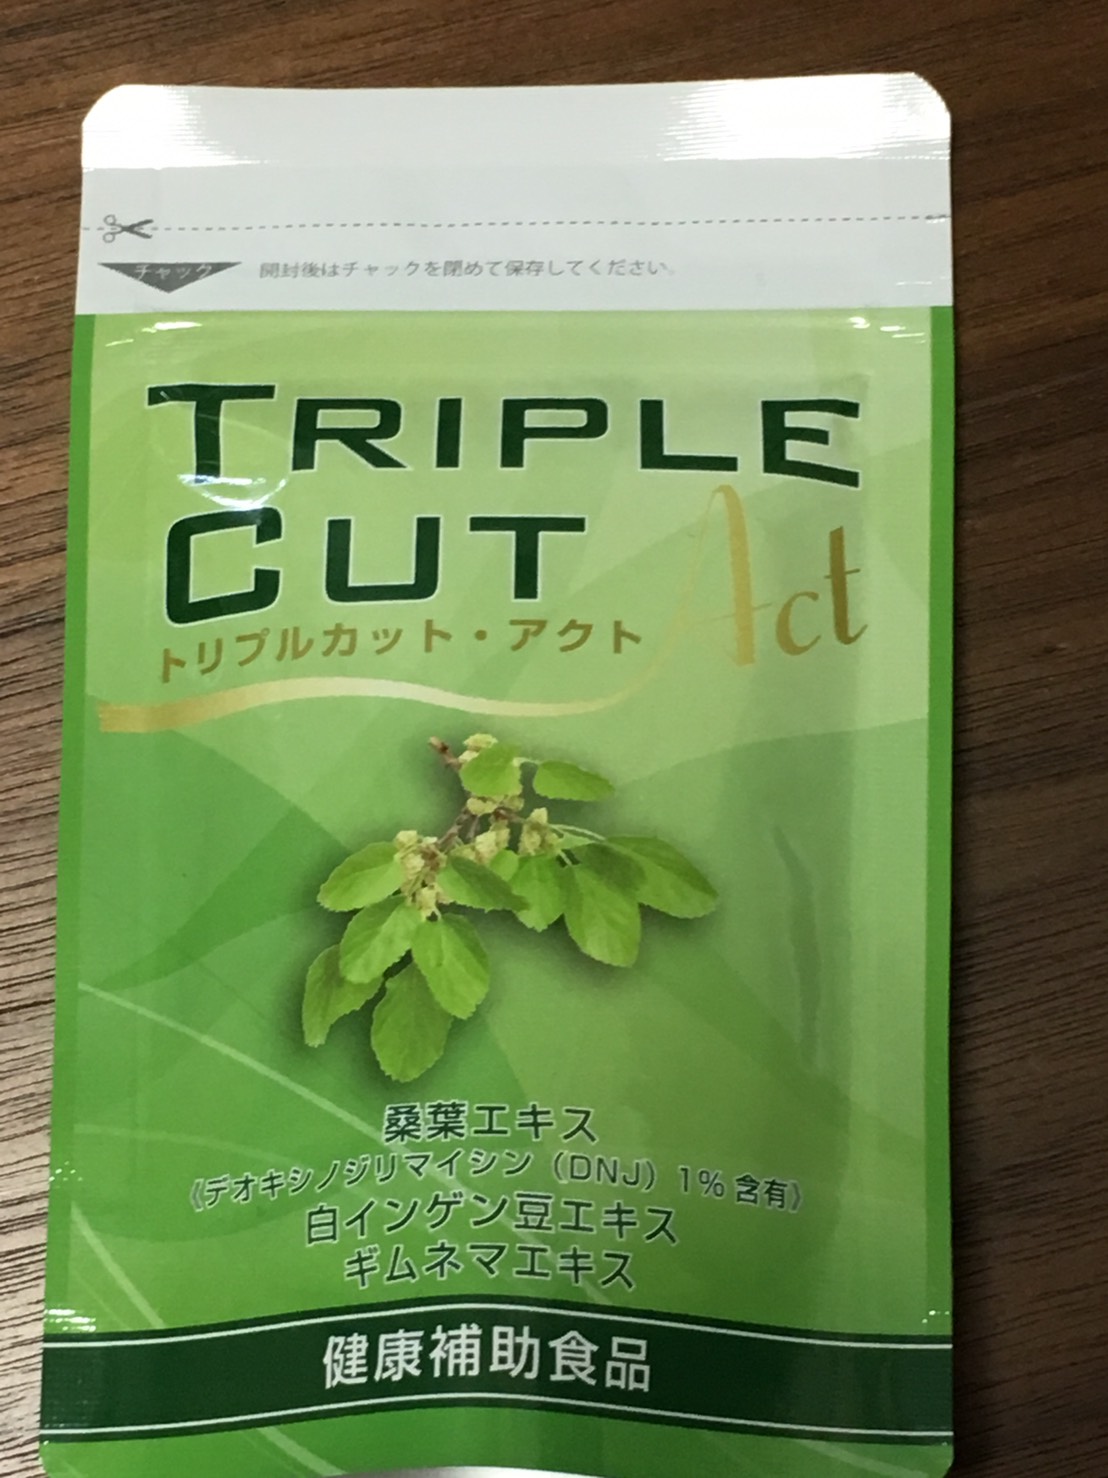 チャック 開封後はチャックを閉めて保存してください。
TRIPLE
CUT Act
トリプルカット・アクト
桑葉エキス
《デオキシノジリマイシン（DNJ）1% 含有》
白インゲン豆エキス
ギムネマエキス
健康補助食品